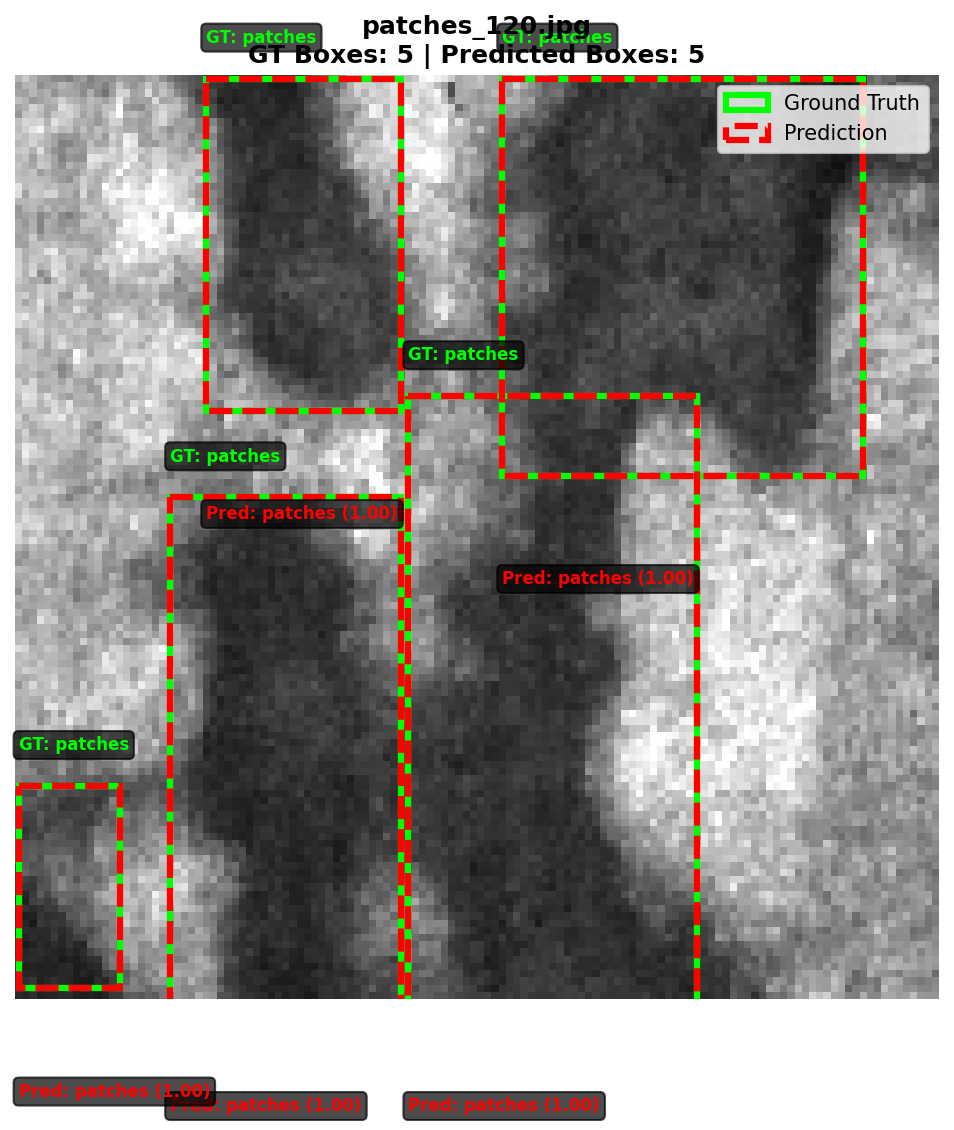 patches_120.jpg
GT Boxes: 5 | Predicted Boxes: 5
GT: patches
GT: patches
Ground Truth
Prediction
GT: patches
GT: patches
Pred: patches (1.00)
Pred: patches (1.00)
GT: patches
Pred: patches (1.00)
Pred: patches (1.00)
Pred: patches (1.00)